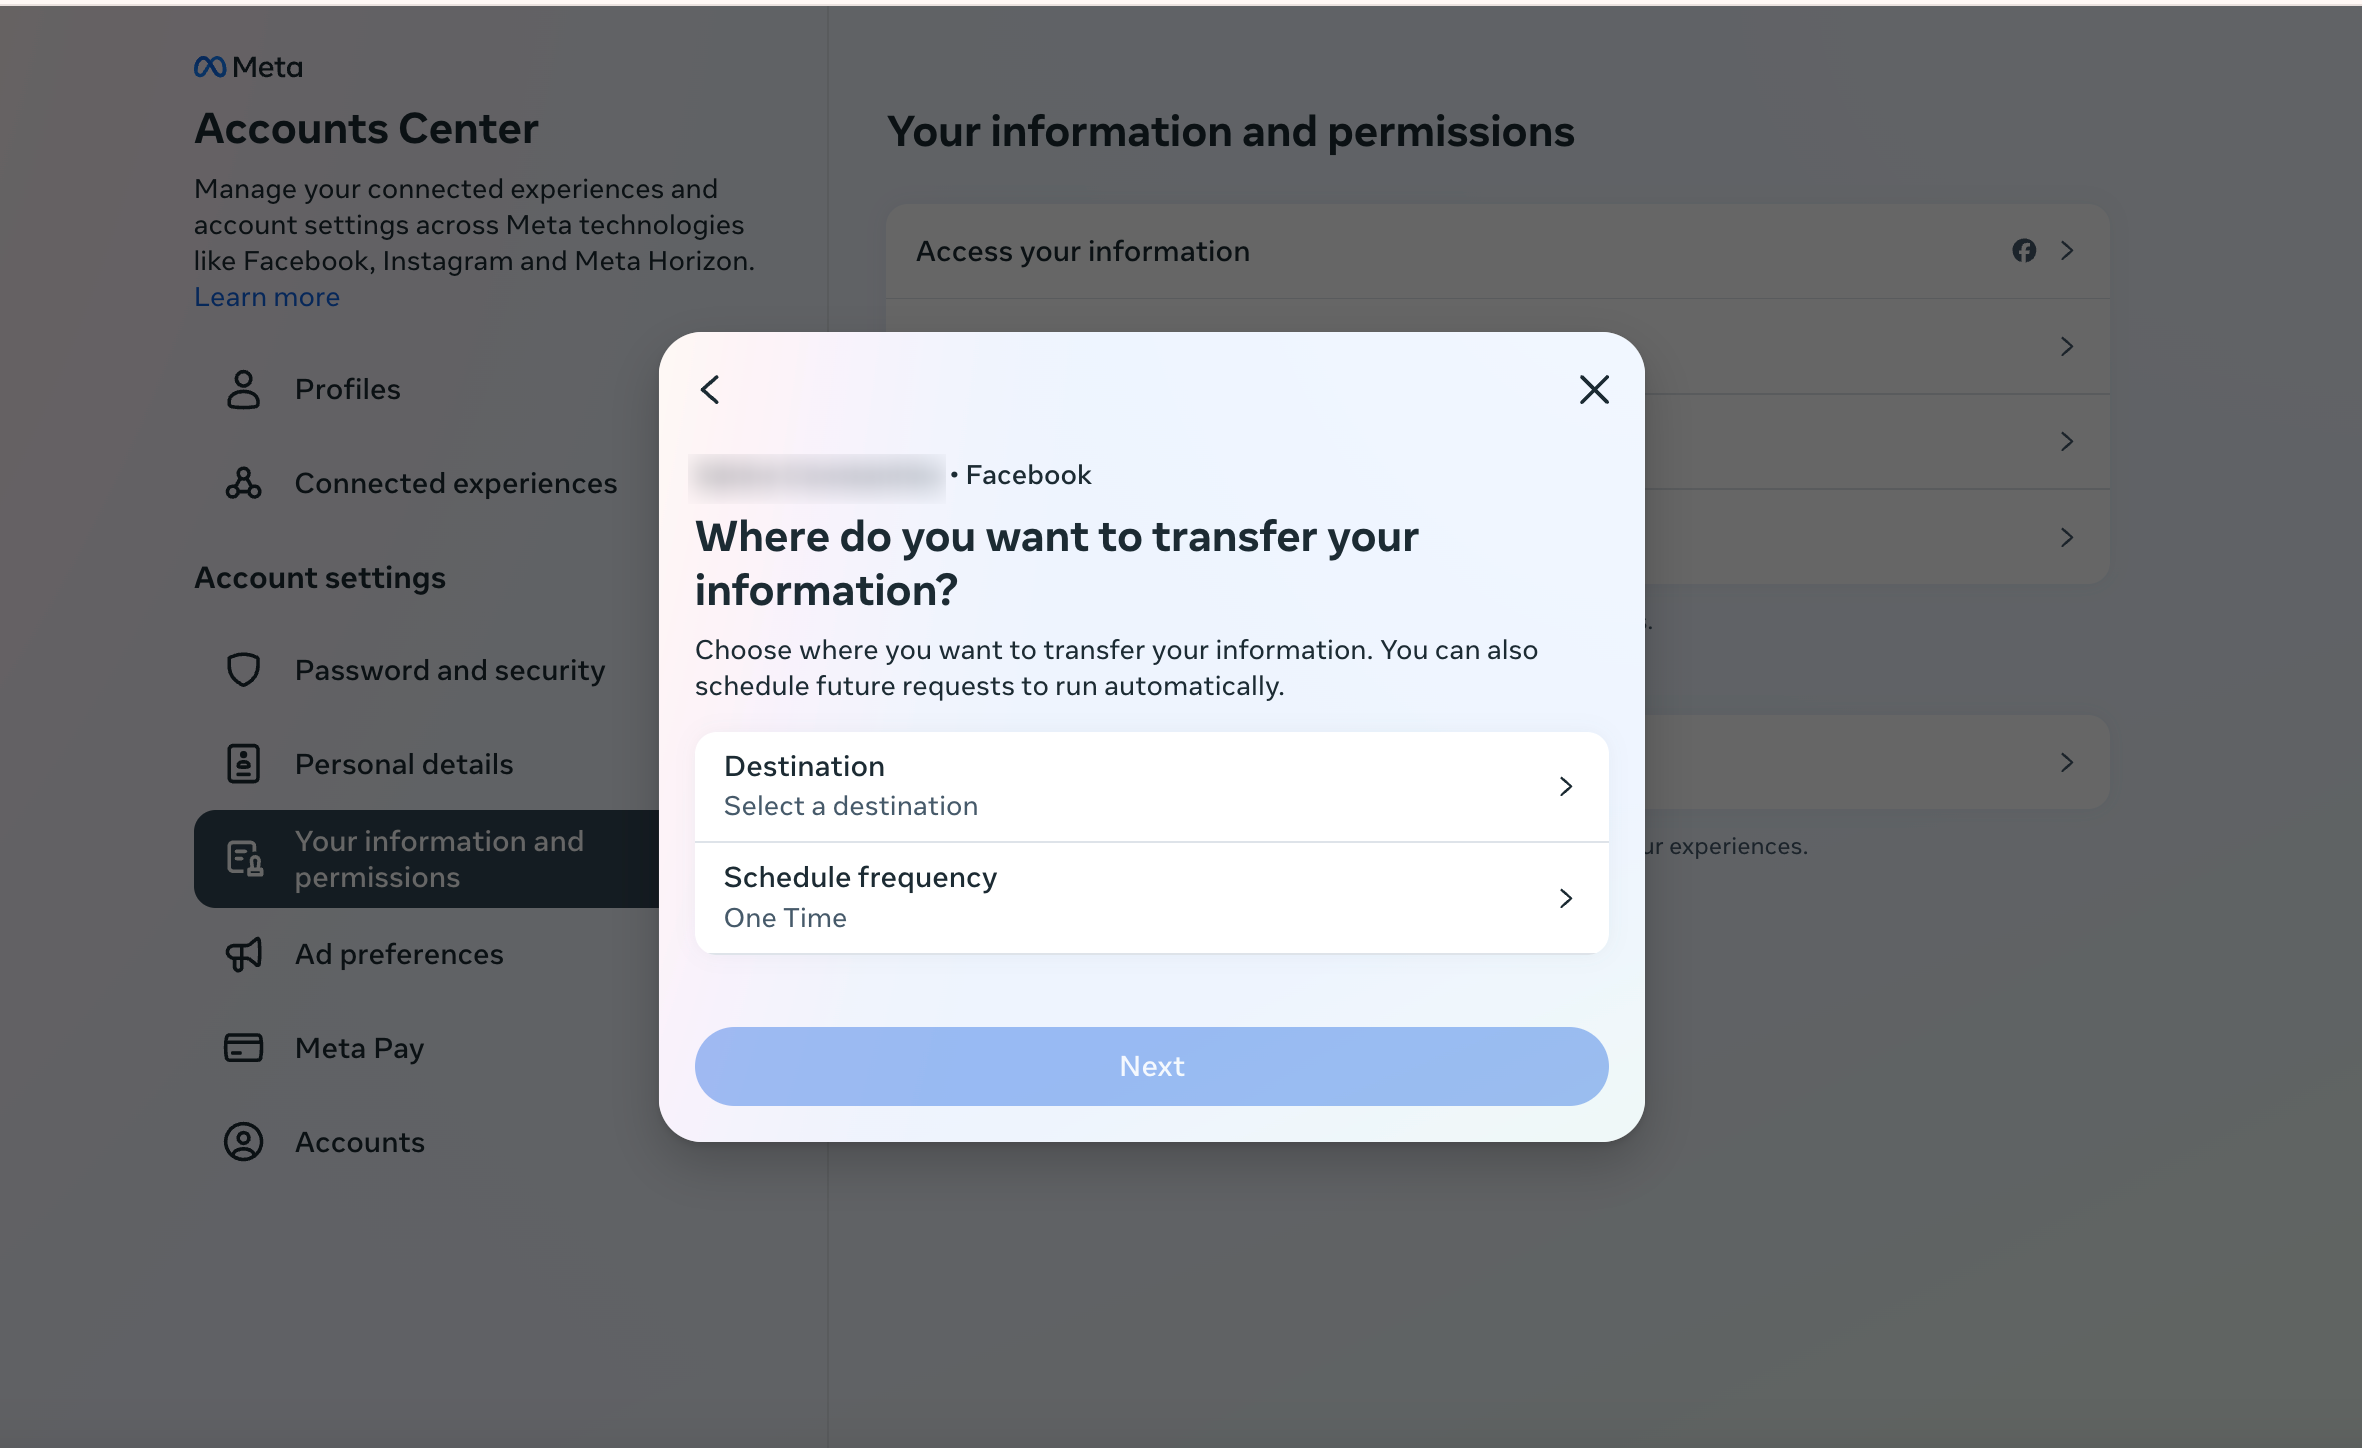 Meta
Accounts Center
Manage your connected experiences and
account settings across Meta technologies
like Facebook, Instagram and Meta Horizon.
Learn more
Profiles
Connected experiences
Account settings
Password and security
Personal details
Your information and
permissions
Ad preferences
Meta Pay
Accounts
Your information and permissions
Access your information
• Facebook
Where do you want to transfer your
information?
Choose where you want to transfer your information. You can also
schedule future requests to run automatically.
Destination
Select a destination
Schedule frequency
One Time
Next
experiences.